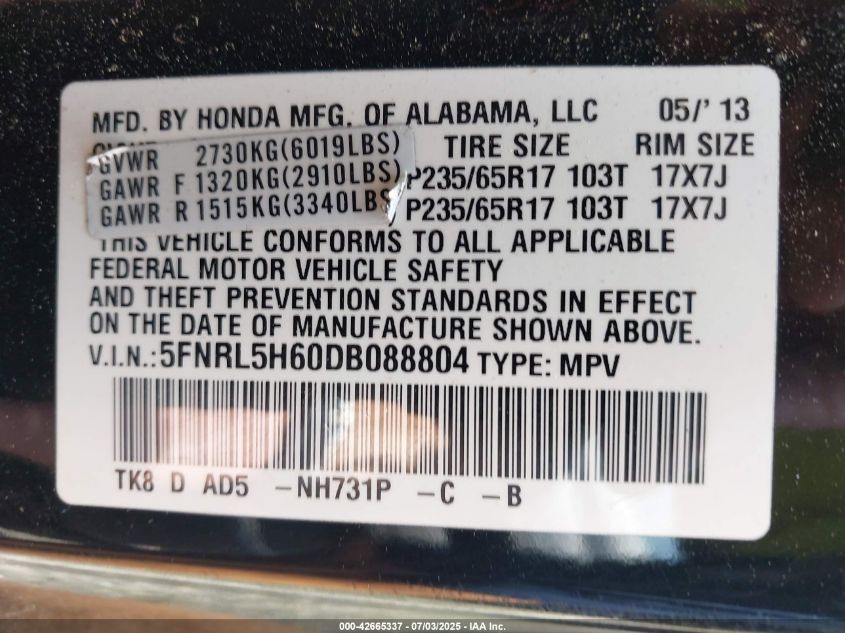 MFD. BY HONDA MFG. OF ALABAMA, LLC 05/' 13
GVWR 2730KG(6019LBS) TIRE SIZE RIM SIZE
GAWR F 1320KG(2910LBS) P235/65R17 103T 17X7J
GAWR R 1515KG(3340LBS P235/65R17 103T 17X7J
THIS VEHICLE CONFORMS TO ALL APPLICABLE
FEDERAL MOTOR VEHICLE SAFETY
AND THEFT PREVENTION STANDARDS IN EFFECT
ON THE DATE OF MANUFACTURE SHOWN ABOVE.
V.I.N.:5FNRL5H60DB088804 TYPE: MPV
TK8 D AD5 -NH731P -C -B
000-42665337 - 07/03/2025 - IAA Inc.